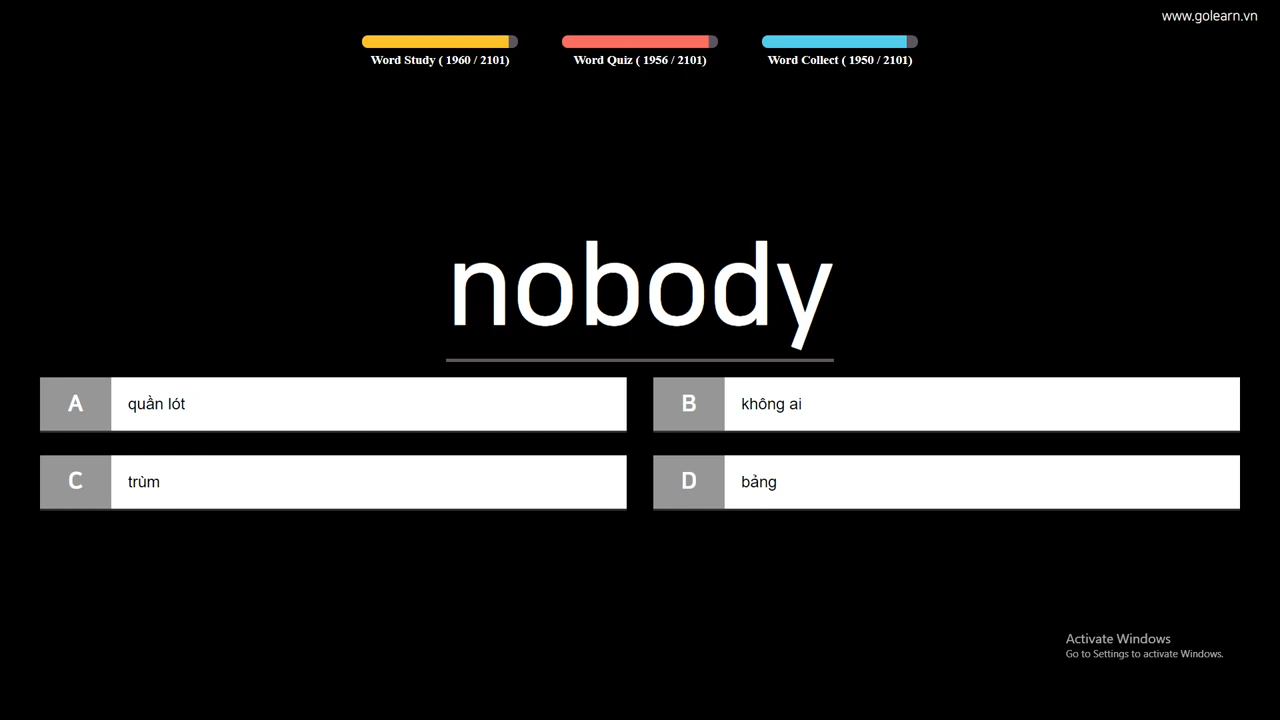 www.golearn.vn
Word Study ( 1960 / 2101)
Word Quiz ( 1956 / 2101)
Word Collect ( 1950 / 2101)
nobody
A quần lót
B không ai
C trùm
D bảng
Activate Windows
Go to Settings to activate Windows.